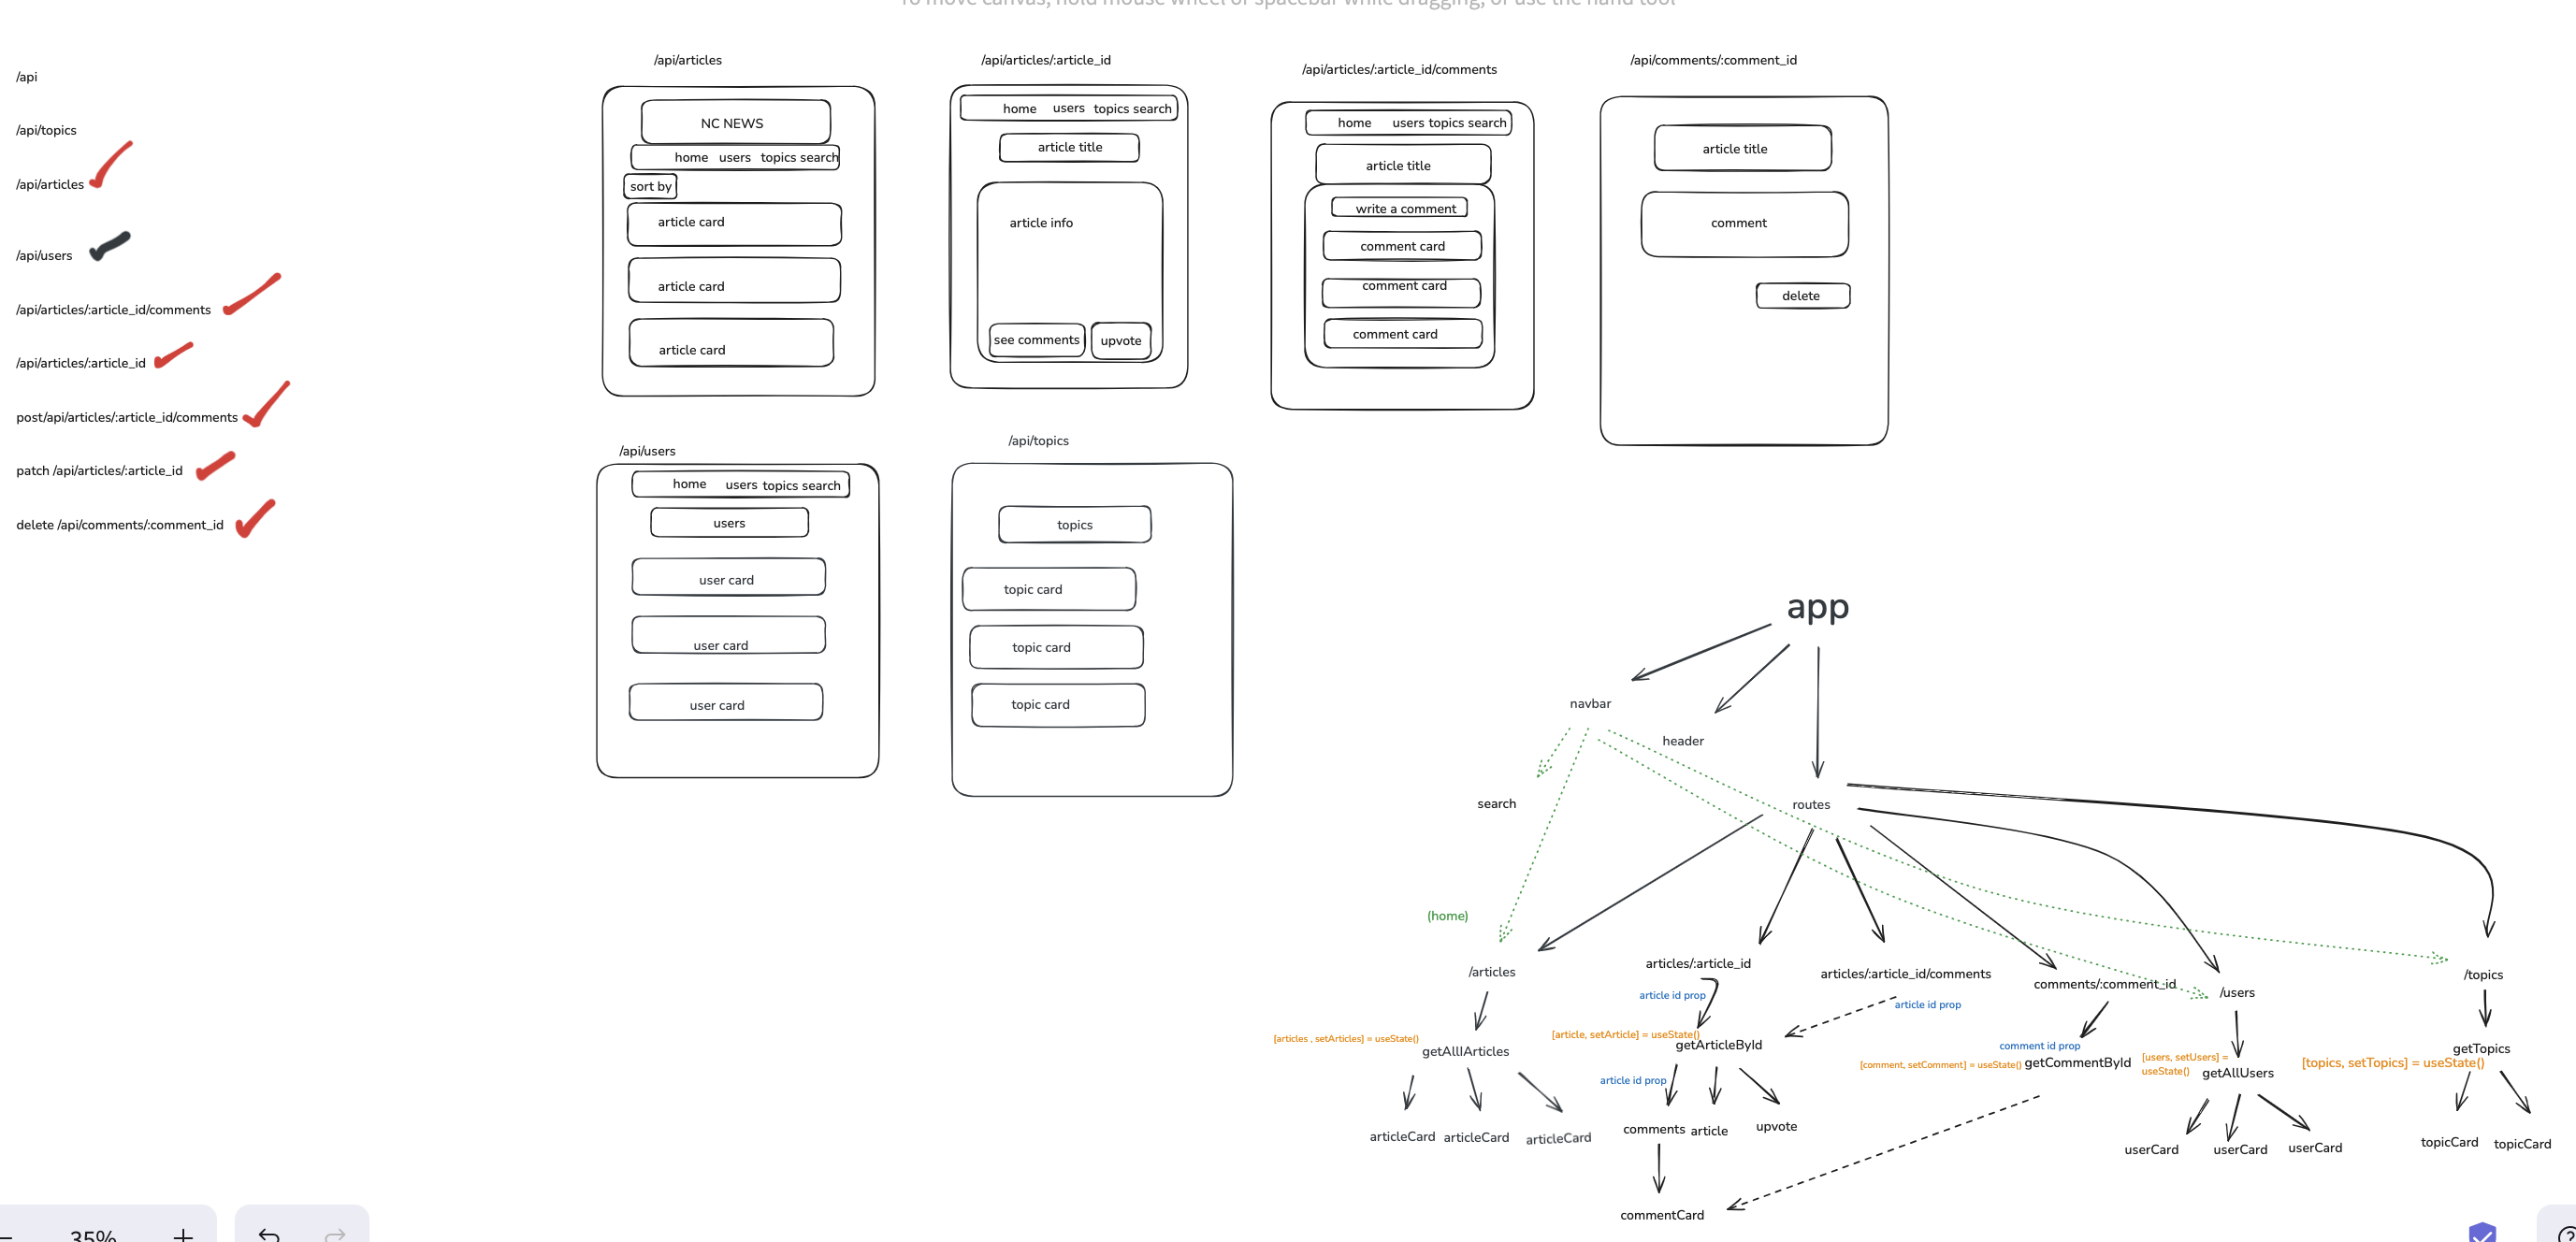 To move canvas, hold mouse wheel or spacebar while dragging, or use the hand tool
/api
/api/topics
/api/articles
/api/users
/api/articles/:article_id/comments
/api/articles/:article_id
post/api/articles/:article_id/comments
patch /api/articles/:article_id
delete /api/comments/:comment_id
/api/articles
NC NEWS
home users topics search
sort by
article card
article card
article card
/api/articles/:article_id
home users topics search
article title
article info
see comments
upvote
/api/articles/:article_id/comments
home users topics search
article title
write a comment
comment card
comment card
comment card
/api/comments/:comment_id
article title
comment
delete
/api/users
home users topics search
users
user card
user card
user card
/api/topics
topics
topic card
topic card
topic card
app
navbar
header
search
routes
(home)
/articles
articles/:article_id
articles/:article_id/comments
comments/:comment_id
/users
/topics
article id prop
article id prop
[articles , setArticles] = useState()
getAllIArticles
[article, setArticle] = useState()
getArticleById
comment id prop
[comment, setComment] = useState()
getCommentById
[users, setUsers] =
useState()
getAllUsers
[topics, setTopics] = useState()
getTopics
article id prop
articleCard articleCard articleCard
comments article upvote
userCard userCard userCard
topicCard topicCard
commentCard
35%